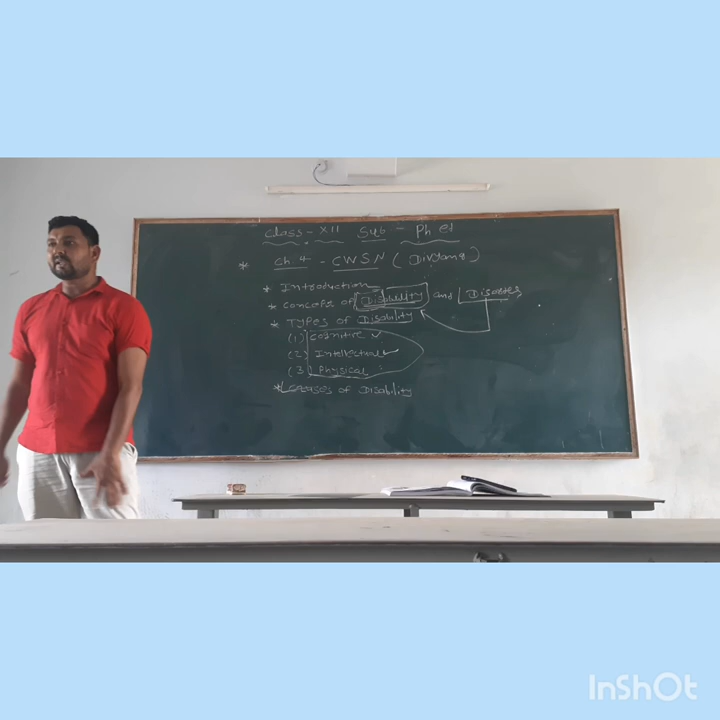 Class - XII Sub - Ph ed
* Ch 4 - CWSN (Divyang)
* Introduction
* Concept of Disability and Disorder,
* Types of Disability
(1) Cognitive
(2) Intellectual
(3) Physical
* Causes of Disability
InShOt